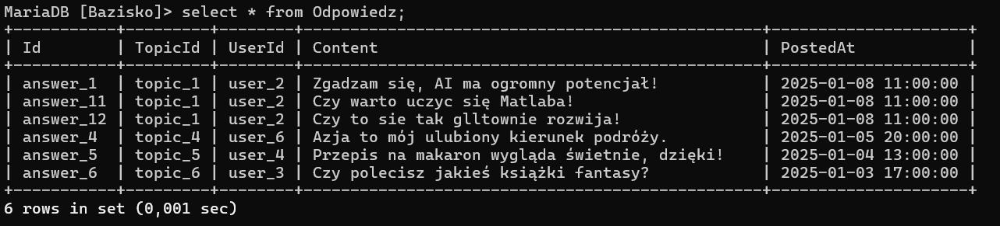 MariaDB [Bazisko]> select * from Odpowiedz;
+-----------+---------+--------+-------------------------------------------------+---------------------+
| Id        | TopicId | UserId | Content                                         | PostedAt            |
+-----------+---------+--------+-------------------------------------------------+---------------------+
| answer_1  | topic_1 | user_2 | Zgadzam się, AI ma ogromny potencjał!           | 2025-01-08 11:00:00 |
| answer_11 | topic_1 | user_2 | Czy warto uczyc się Matlaba!                    | 2025-01-08 11:00:00 |
| answer_12 | topic_1 | user_2 | Czy to sie tak glltownie rozwija!               | 2025-01-08 11:00:00 |
| answer_4  | topic_4 | user_6 | Azja to mój ulubiony kierunek podróży.          | 2025-01-05 20:00:00 |
| answer_5  | topic_5 | user_4 | Przepis na makaron wygląda świetnie, dzięki!    | 2025-01-04 13:00:00 |
| answer_6  | topic_6 | user_3 | Czy polecisz jakieś książki fantasy?            | 2025-01-03 17:00:00 |
+-----------+---------+--------+-------------------------------------------------+---------------------+
6 rows in set (0,001 sec)